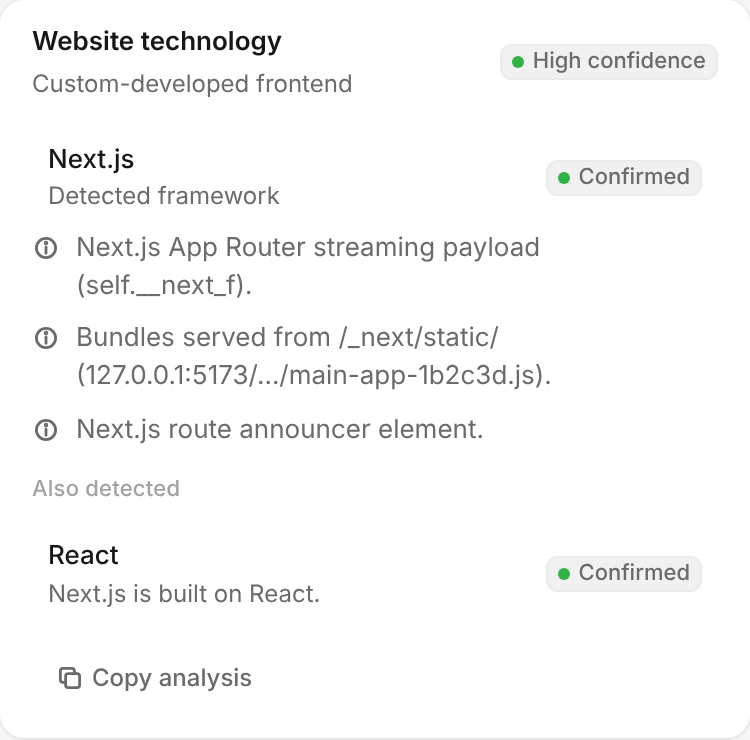 Website technology
High confidence
Custom-developed frontend
Next.js
Confirmed
Detected framework
Next.js App Router streaming payload
(self.__next_f).
Bundles served from /_next/static/
(127.0.0.1:5173/.../main-app-1b2c3d.js).
Next.js route announcer element.
Also detected
React
Confirmed
Next.js is built on React.
Copy analysis